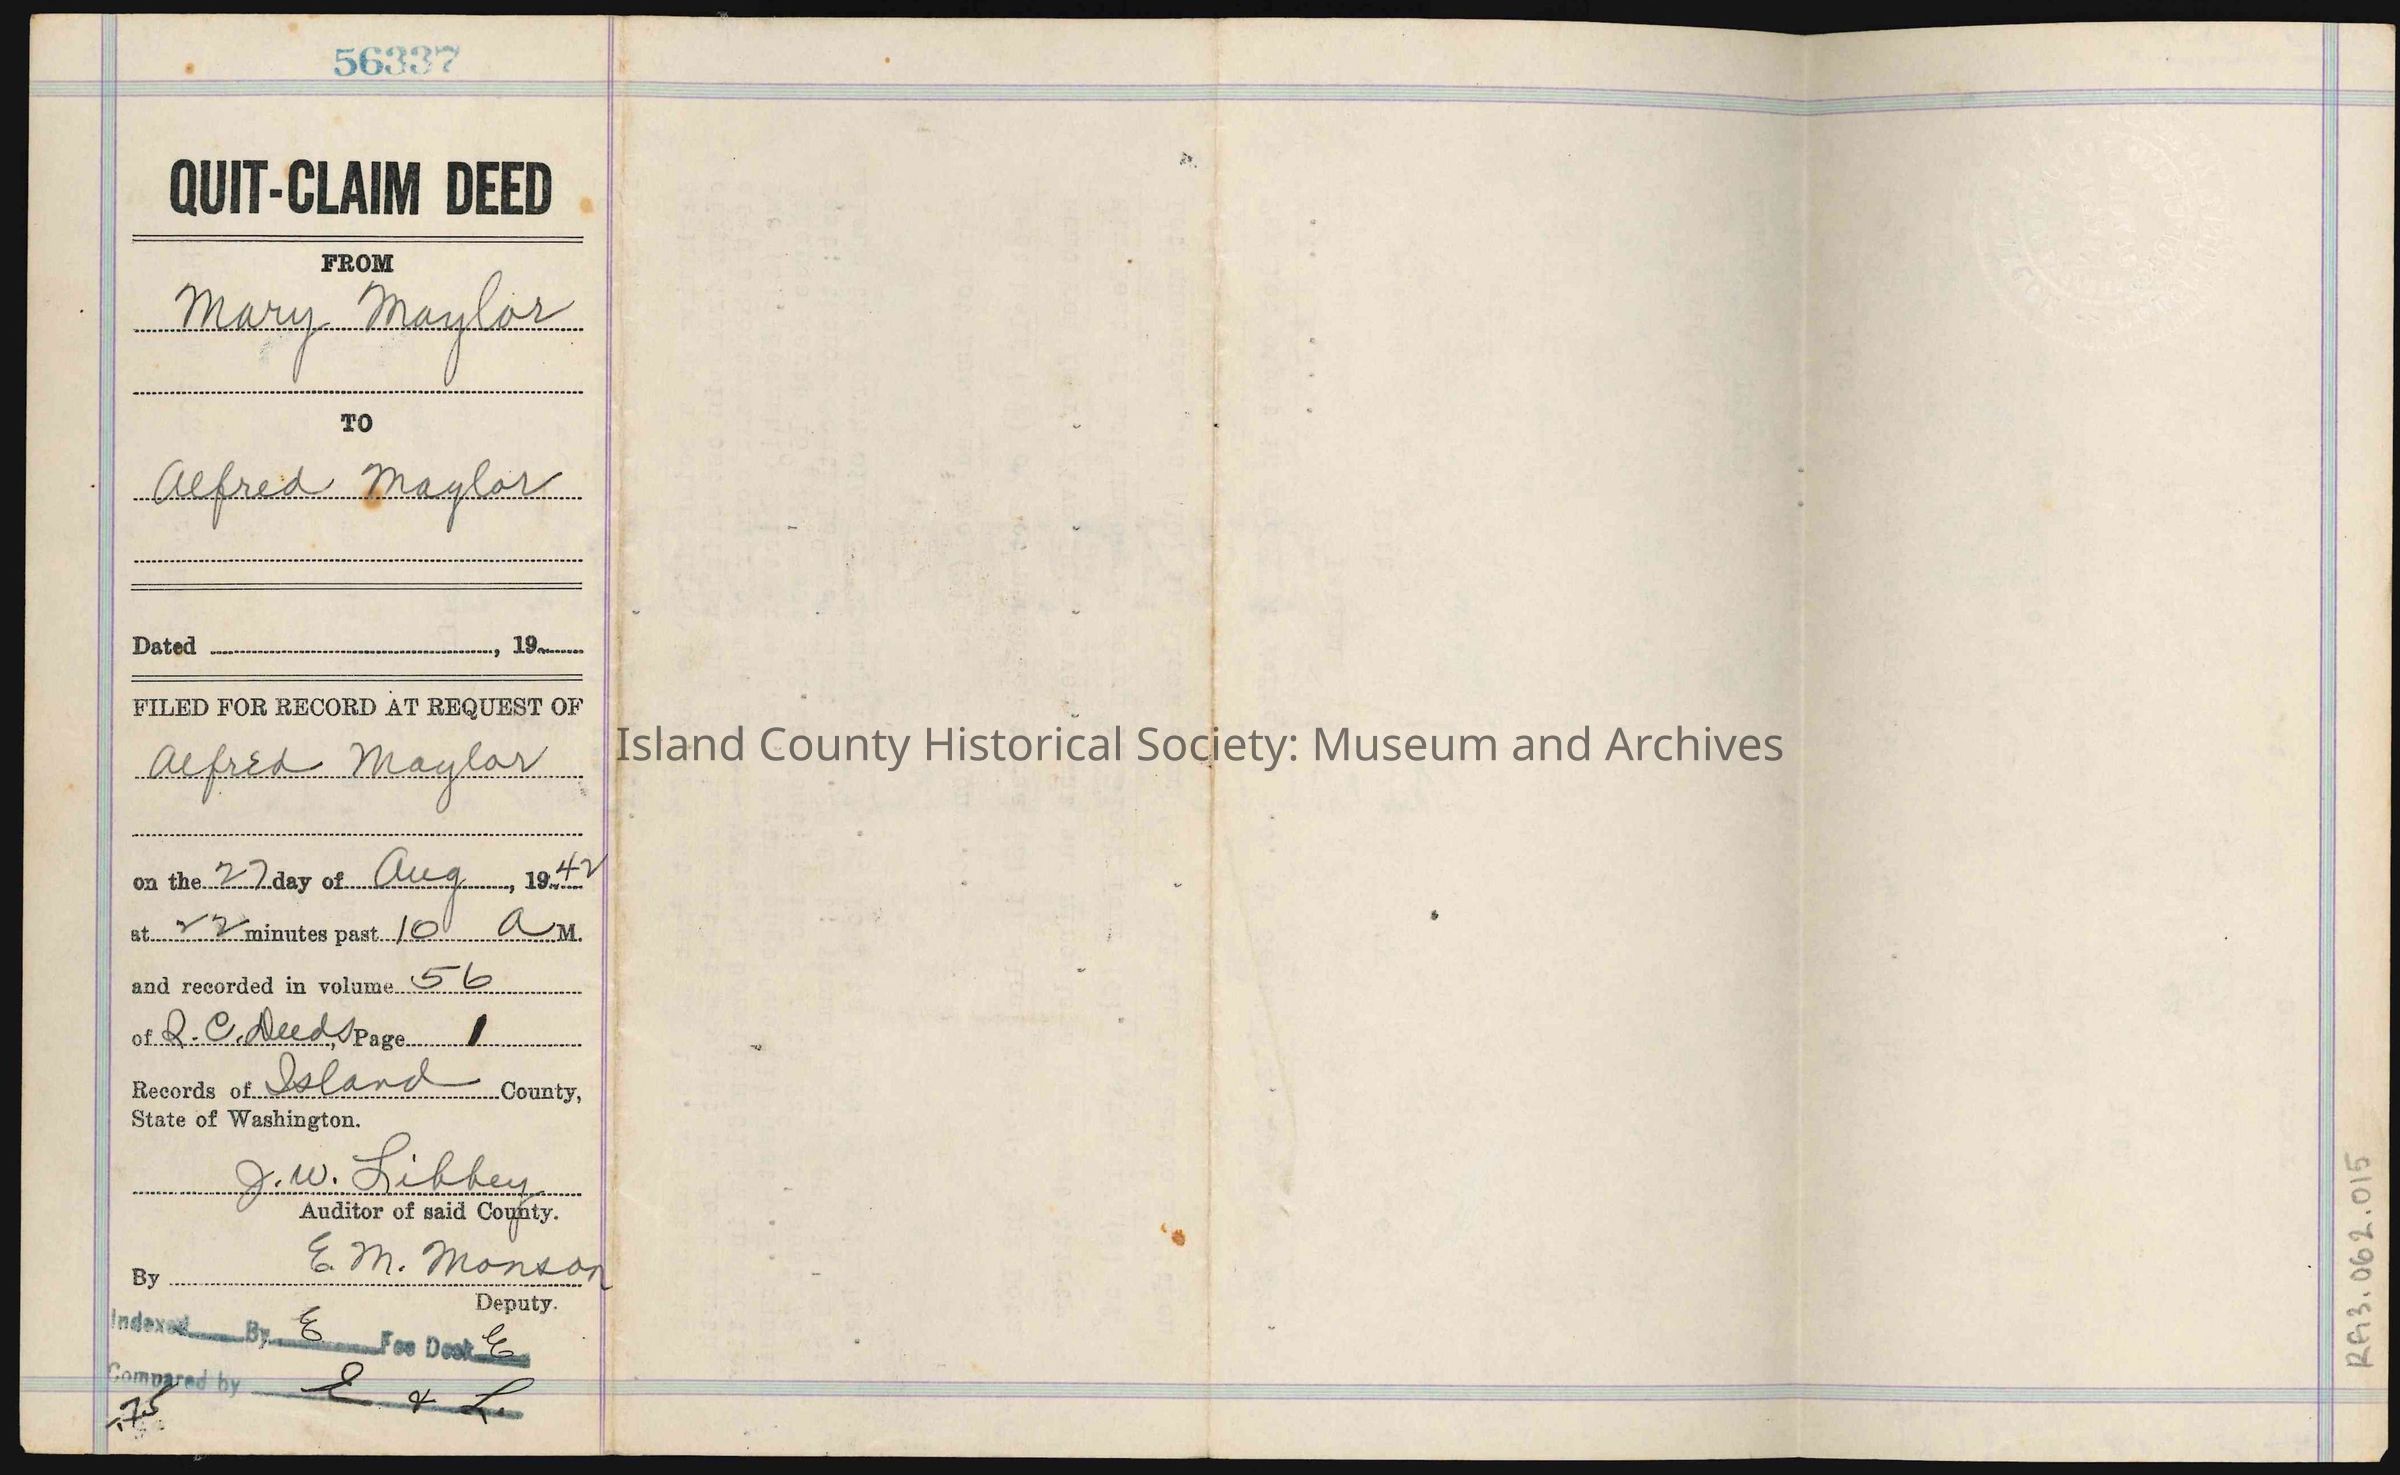 56337
QUIT-CLAIM DEED
FROM
Mary Maylor
TO
Alfred Maylor
Dated , 19
FILED FOR RECORD AT REQUEST OF
Alfred Maylor
on the 27 day of Aug , 1942
at 22 minutes past 10 A M.
and recorded in volume 56
of Q. C. Deeds, Page 1
Records of Island County,
State of Washington.
J. W. Libbey
Auditor of said County.
By E. M. Monson
Deputy.
Indexed By E Fee Book E
Compared by E & L.
.75
Island County Historical Society: Museum and Archives
RG3.062.015